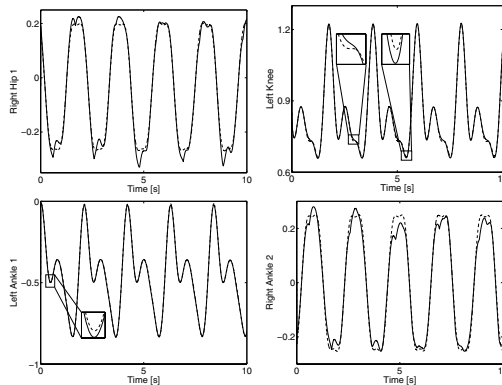 0.2
0
-0.2
Right Hip 1
0 5 10
Time [s]
1.2
0.9
0.6
Left Knee
0 5 10
Time [s]
0
-0.5
-1
Left Ankle 1
0 5 10
Time [s]
0.2
0
-0.2
Right Ankle 2
0 5 10
Time [s]